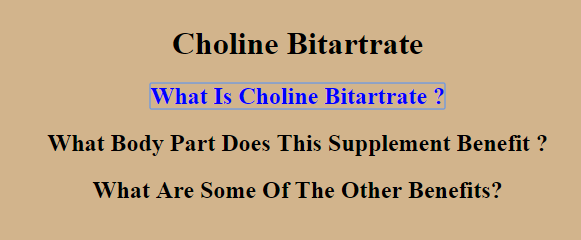 Choline Bitartrate
What Is Choline Bitartrate ?
What Body Part Does This Supplement Benefit ?
What Are Some Of The Other Benefits?